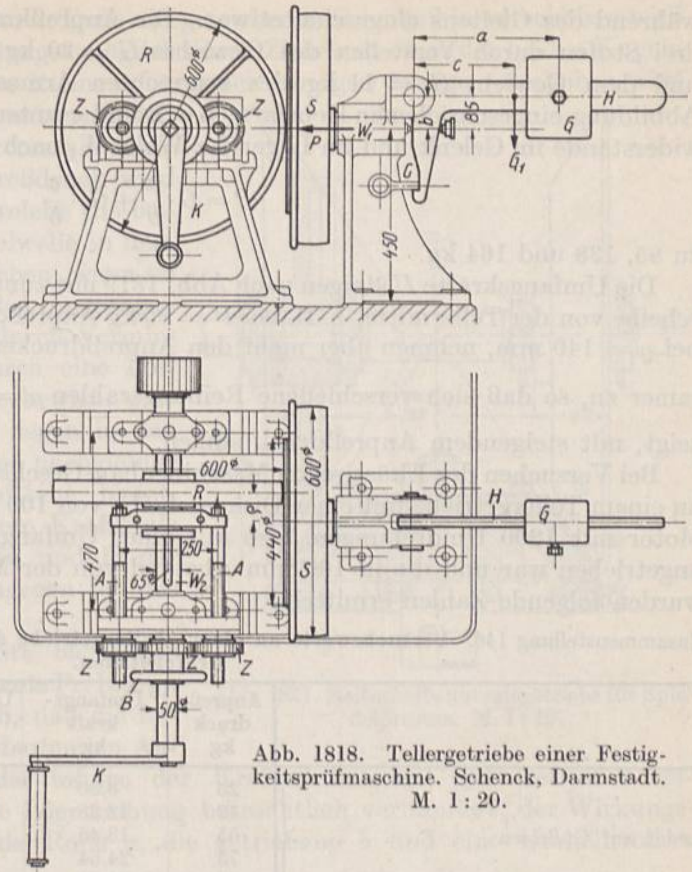 R
600⌀
Z
Z
K
S
P
W₁
a
c
b
85
H
G
G₁
C
450
600⌀
R
470
250
A
A
65⌀
W₂
ρ
440⌀
600⌀
S
H
G
Z
Z
Z
B
50⌀
K
Abb. 1818. Tellergetriebe einer Festig-
keitsprüfmaschine. Schenck, Darmstadt.
M. 1 : 20.